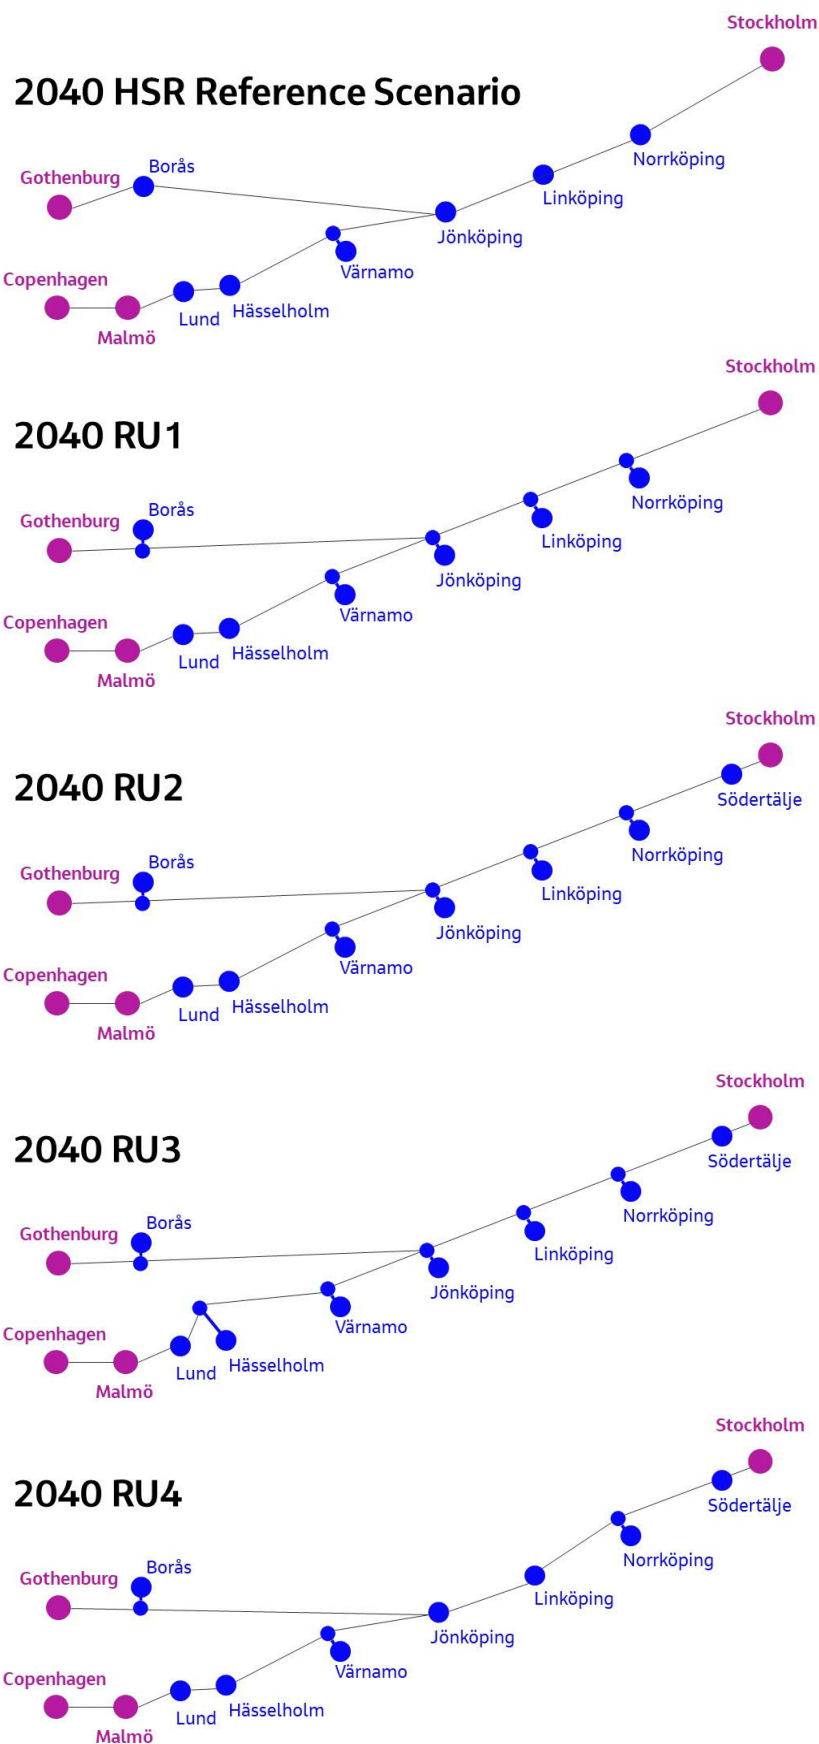 Stockholm
2040 HSR Reference Scenario
Norrköping
Borås
Gothenburg
Linköping
Jönköping
Värnamo
Copenhagen
Hässelholm
Lund
Malmö
Stockholm
2040 RU1
Norrköping
Borås
Gothenburg
Linköping
Jönköping
Värnamo
Copenhagen
Hässelholm
Lund
Malmö
Stockholm
2040 RU2
Södertälje
Norrköping
Borås
Gothenburg
Linköping
Jönköping
Värnamo
Copenhagen
Hässelholm
Lund
Malmö
Stockholm
2040 RU3
Södertälje
Norrköping
Borås
Gothenburg
Linköping
Jönköping
Värnamo
Copenhagen
Hässelholm
Lund
Malmö
Stockholm
2040 RU4
Södertälje
Norrköping
Borås
Gothenburg
Linköping
Jönköping
Värnamo
Copenhagen
Hässelholm
Lund
Malmö